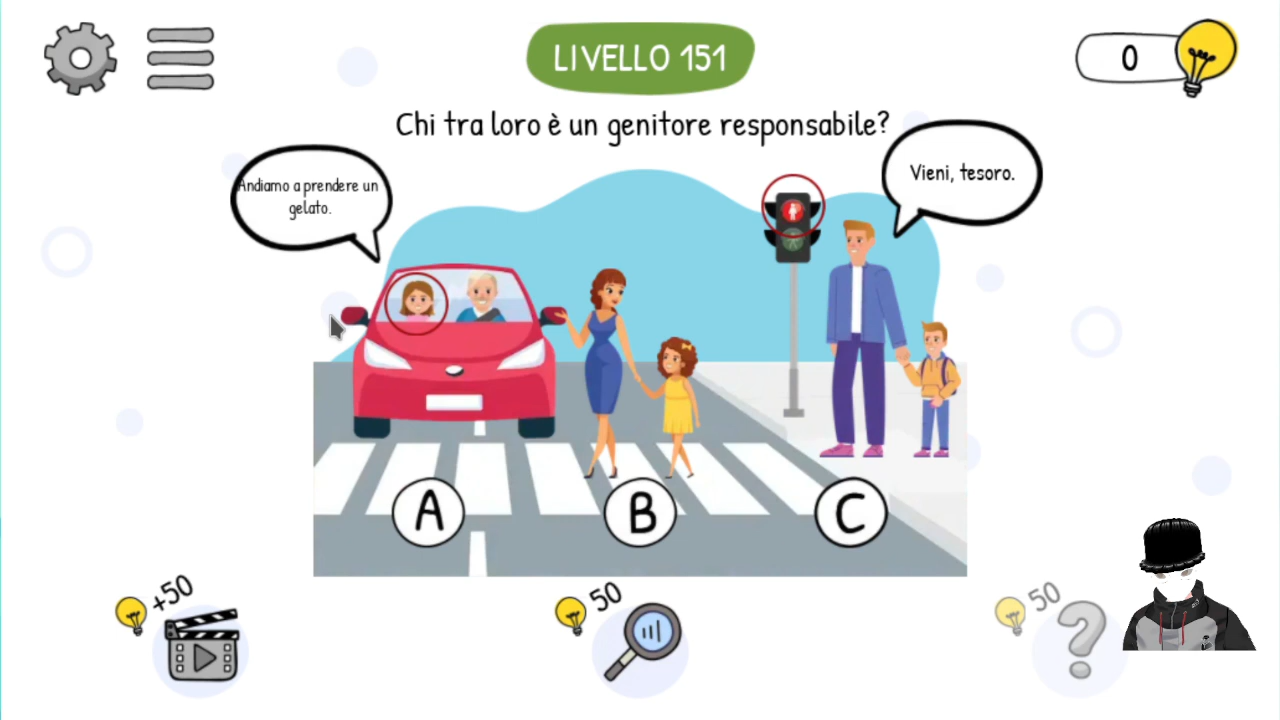 LIVELLO 151
0
Chi tra loro è un genitore responsabile?
Andiamo a prendere un
gelato.
Vieni, tesoro.
A
B
C
+50
50
50
?